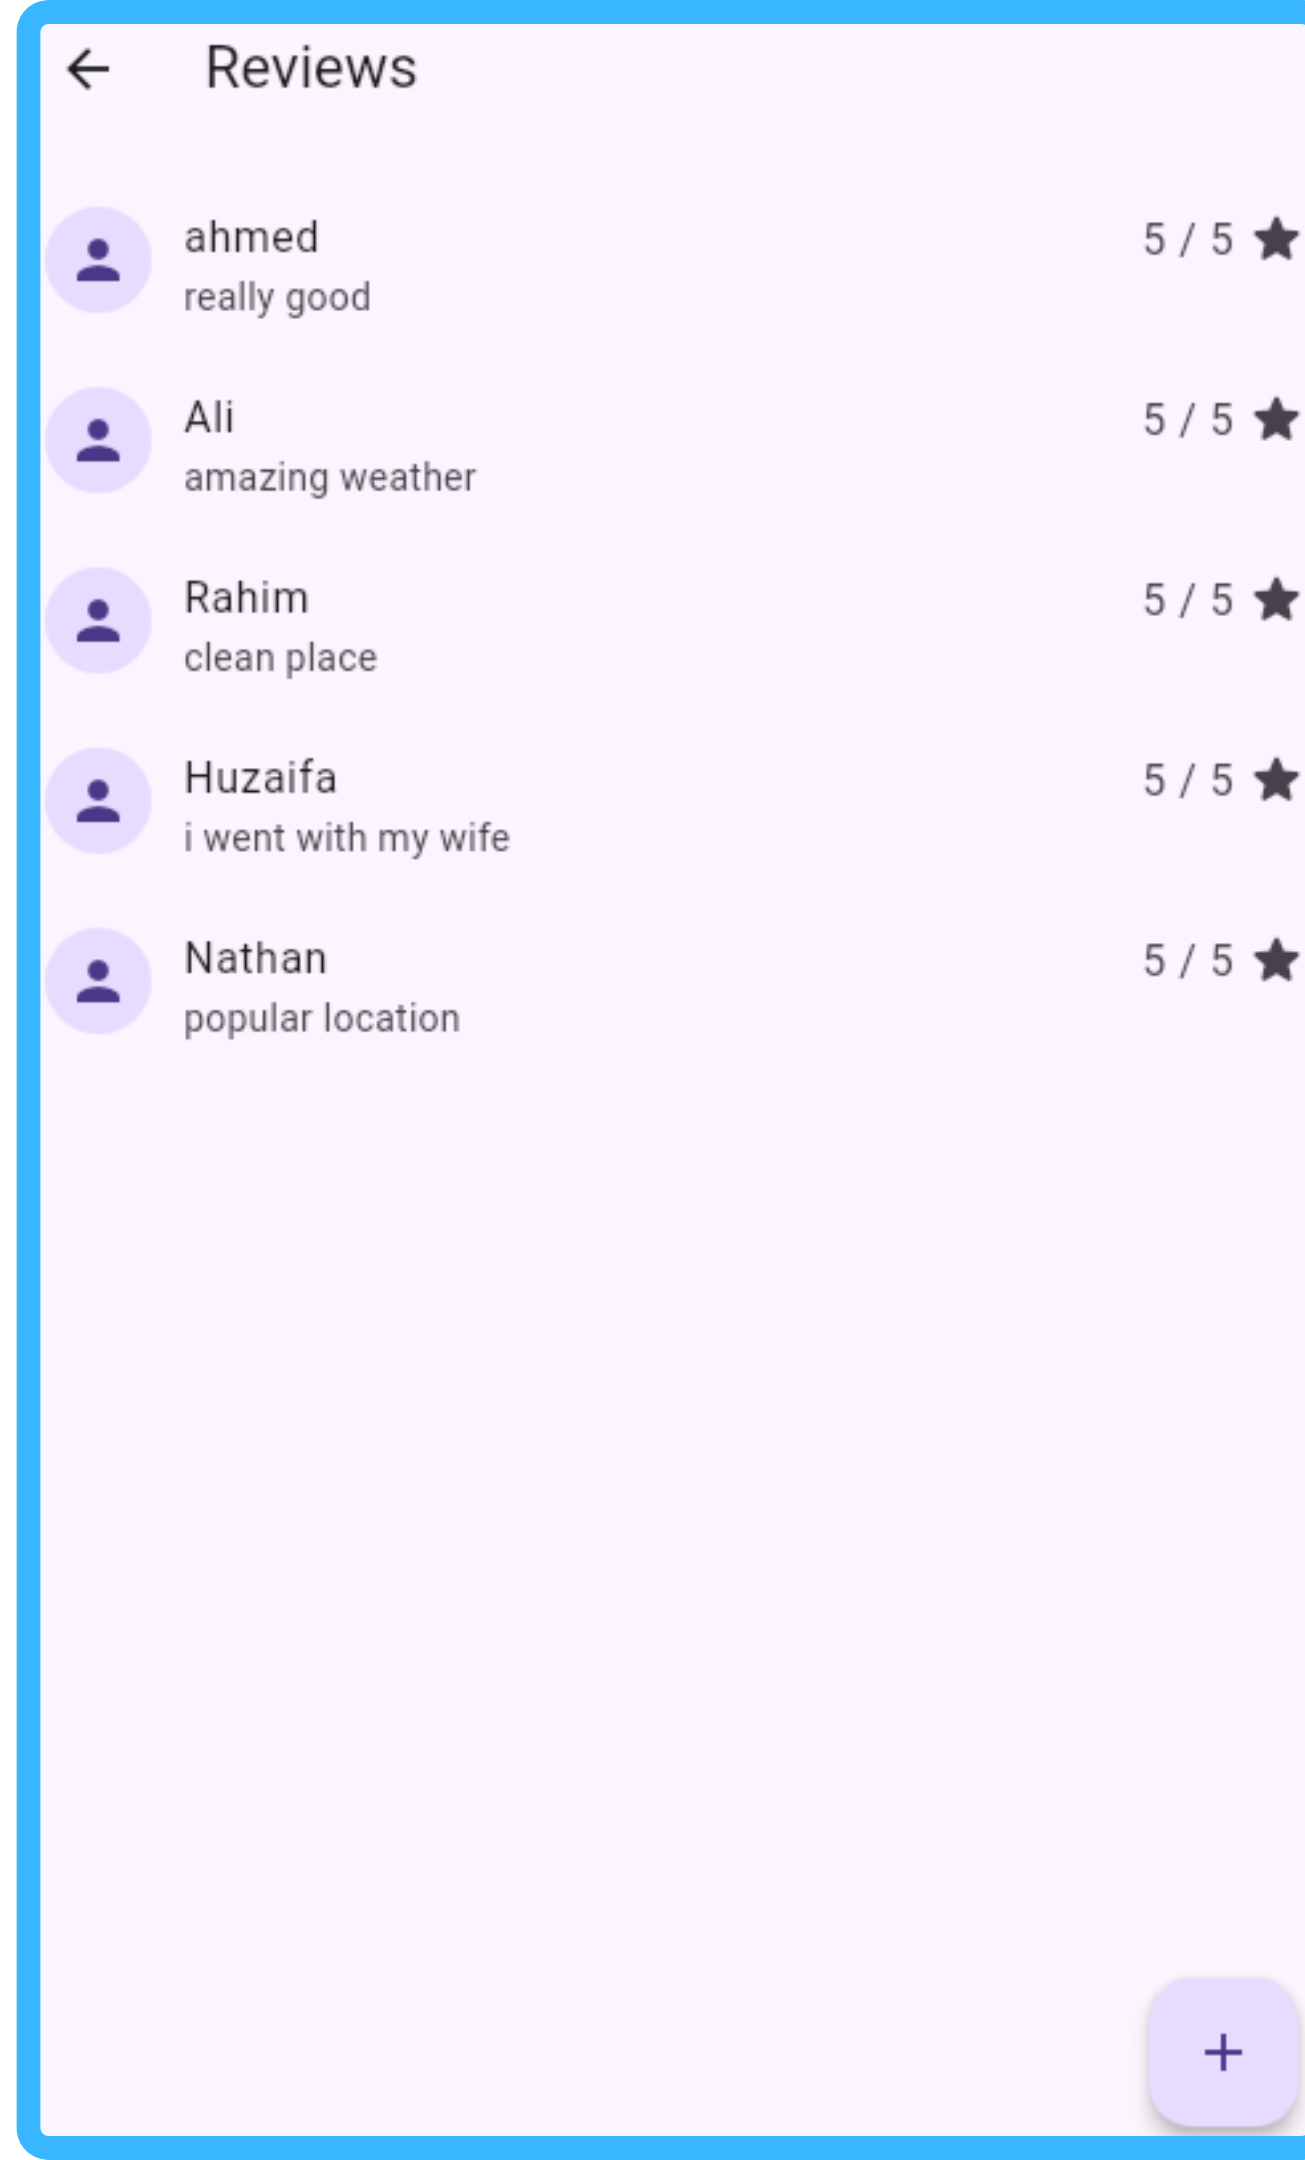 Reviews
ahmed
5 / 5
really good
Ali
5 / 5
amazing weather
Rahim
5 / 5
clean place
Huzaifa
5 / 5
i went with my wife
Nathan
5 / 5
popular location